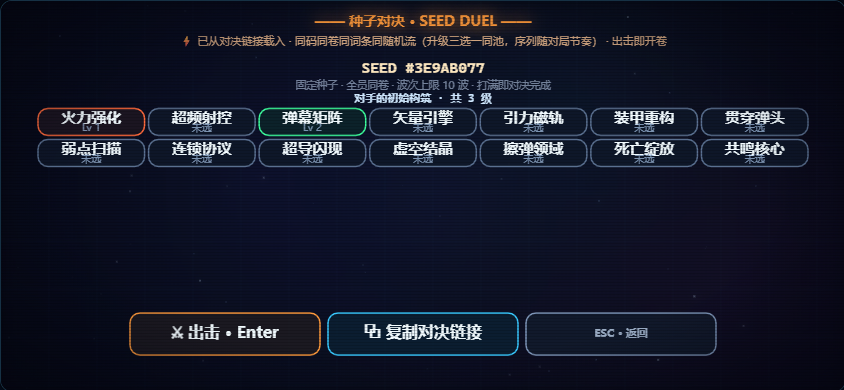 种子对决 • SEED DUEL
⚡ 已从对决链接载入 · 同码同卷同词条同随机流（升级三选一同池，序列随对局节奏） · 出击即开卷
SEED #3E9AB077
固定种子 · 全员同卷 · 波次上限 10 波 · 打满即对决完成
对手的初始构筑 · 共 3 级
火力强化 超频射控 弹幕矩阵 矢量引擎 引力磁轨 装甲重构 贯穿弹头
Lv 1 未选 Lv 2 未选 未选 未选 未选
弱点扫描 连锁协议 超导闪现 虚空结晶 擦弹领域 死亡绽放 共鸣核心
未选 未选 未选 未选 未选 未选 未选
⚔ 出击 • Enter ⧉ 复制对决链接 ESC • 返回